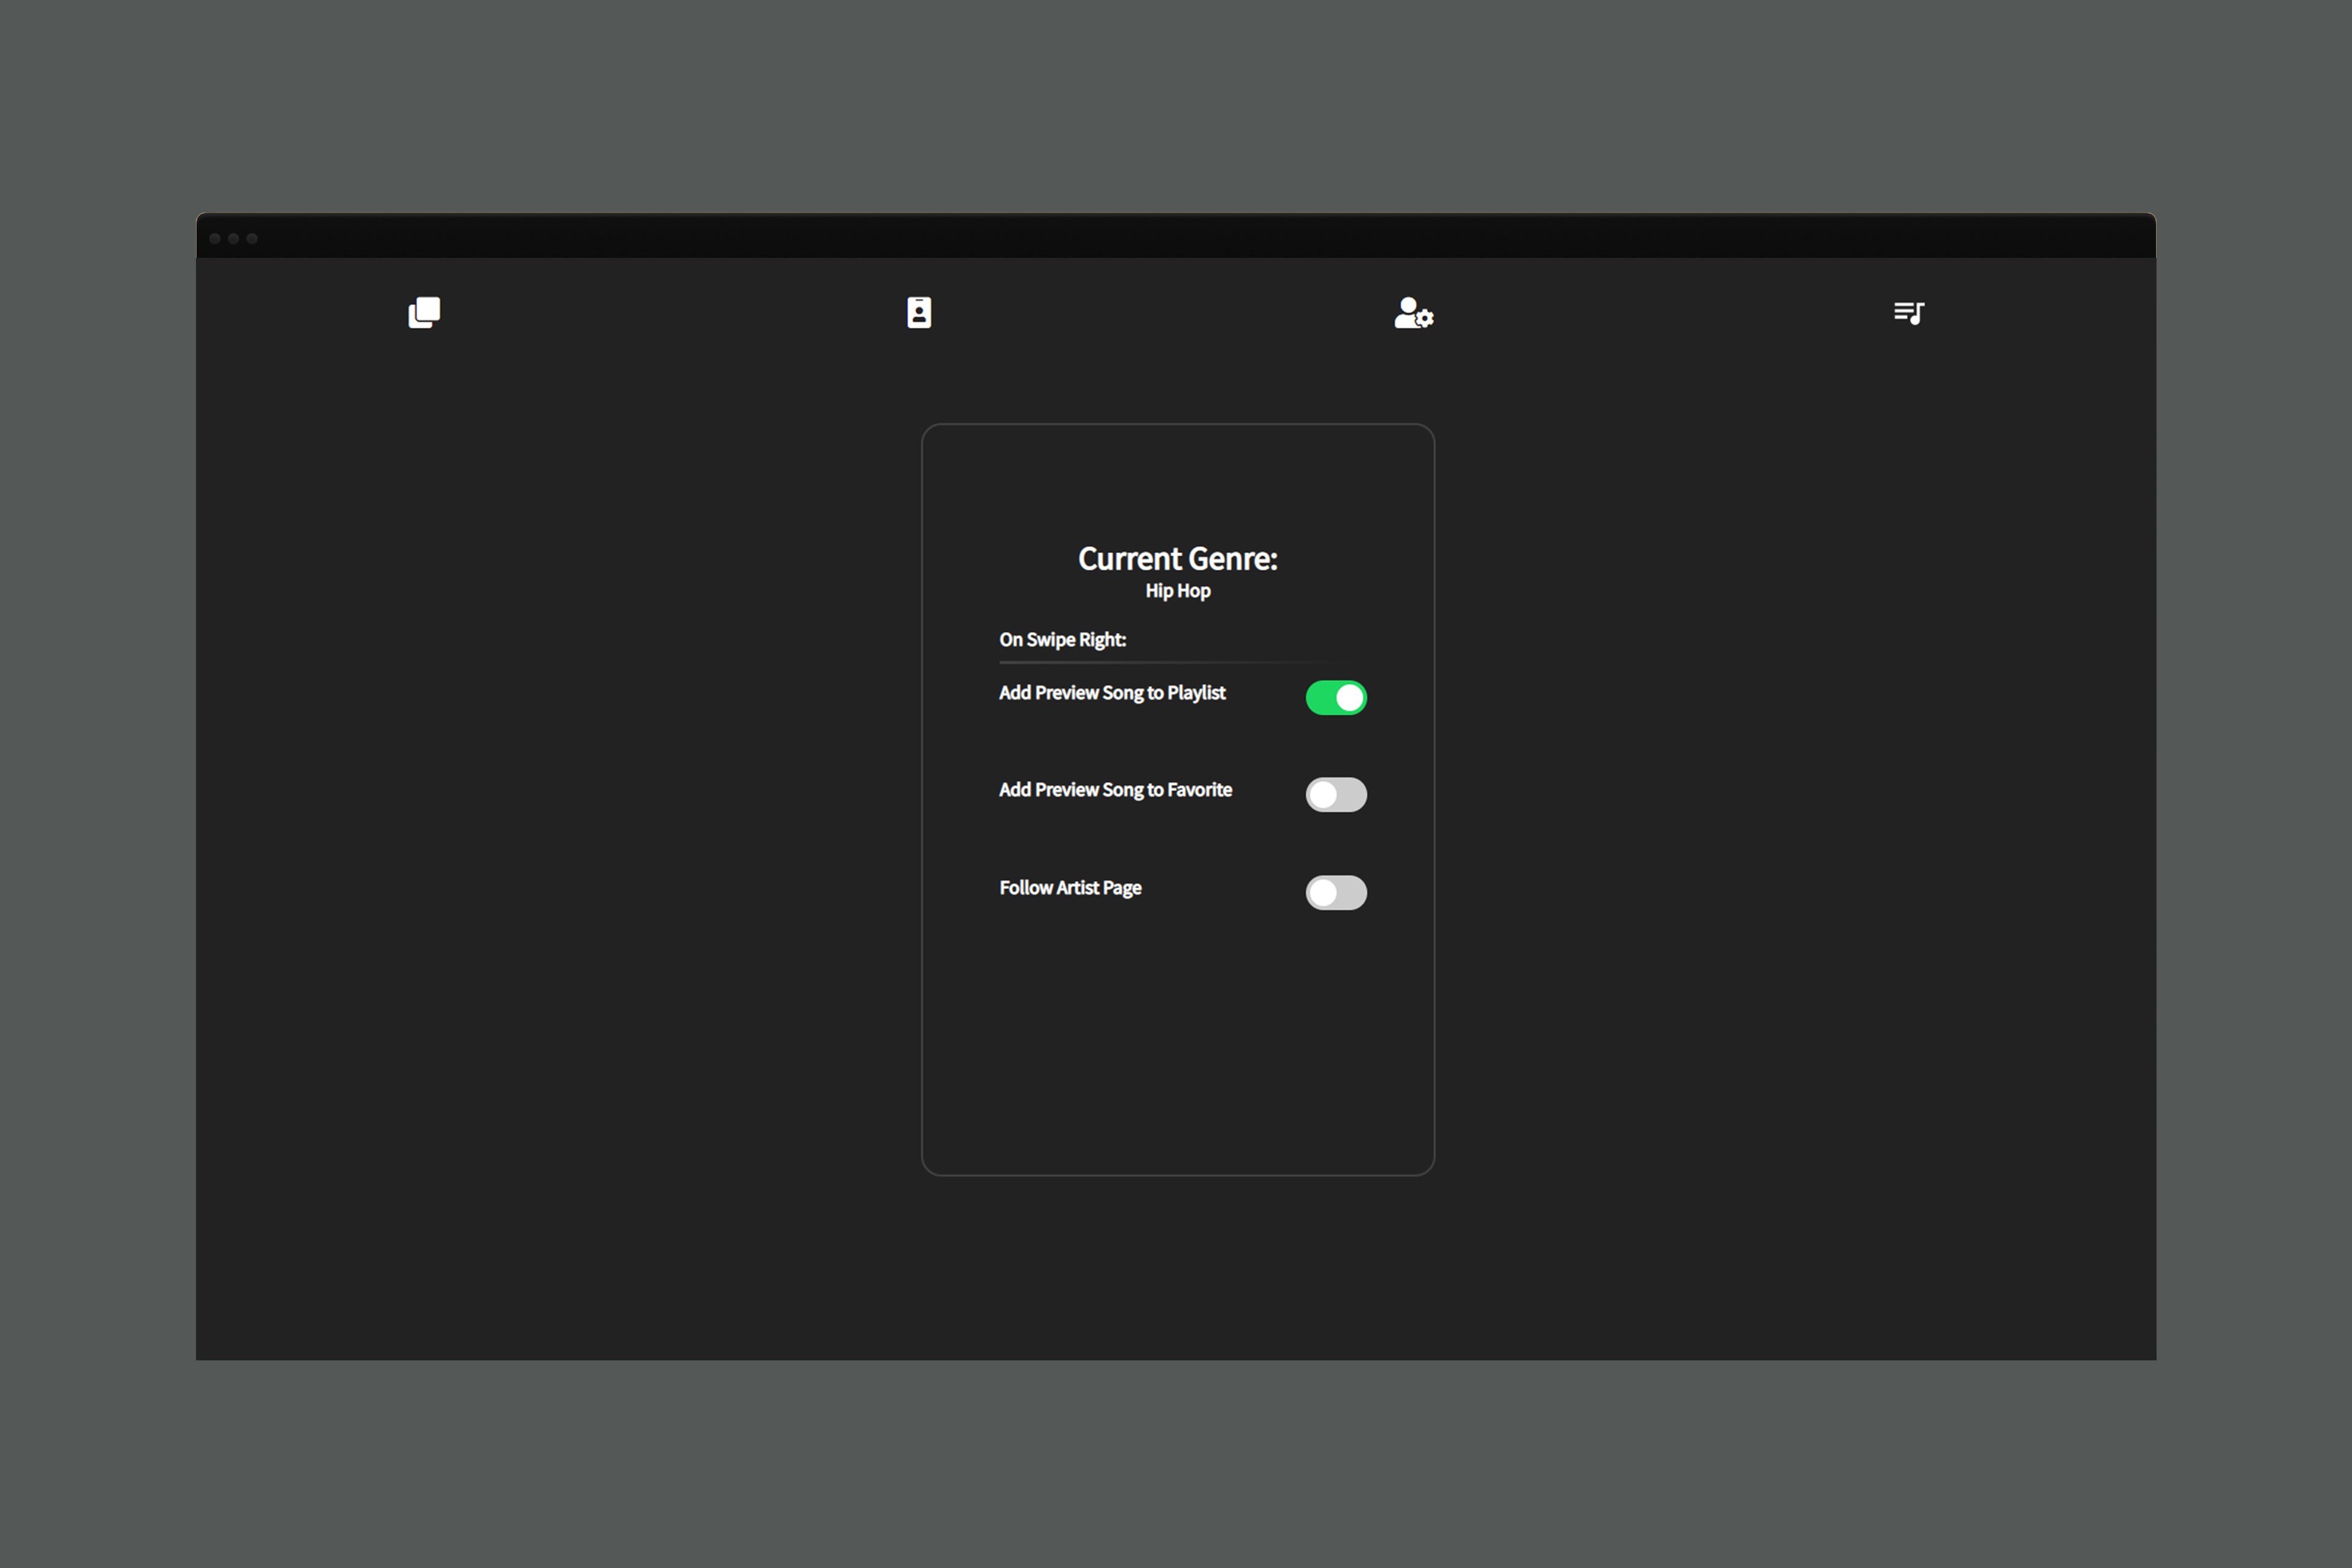 Current Genre:
Hip Hop
On Swipe Right:
Add Preview Song to Playlist
Add Preview Song to Favorite
Follow Artist Page